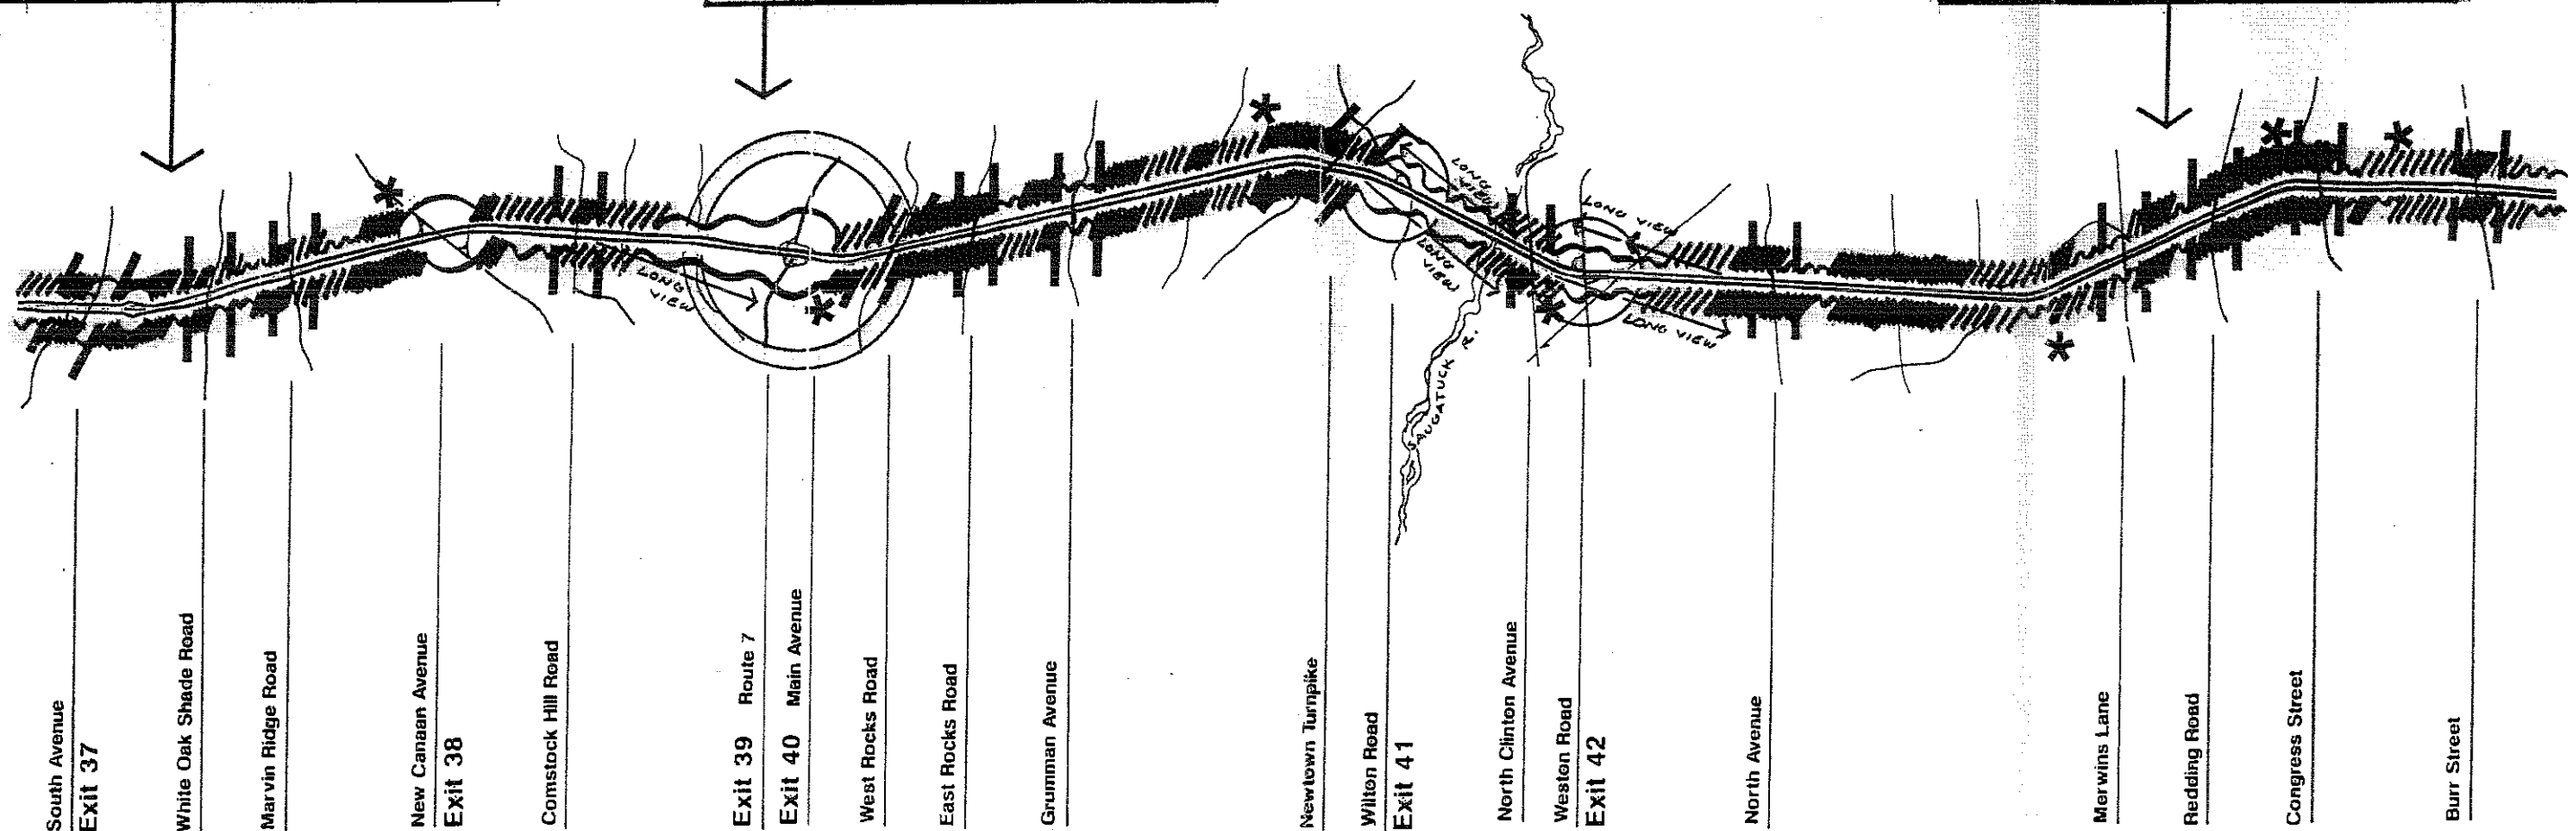 LONG
VIEW
LONG
VIEW
LONG
VIEW
LONG VIEW
LONG VIEW
SAUGATUCK R.
South Avenue
Exit 37
White Oak Shade Road
Marvin Ridge Road
New Canaan Avenue
Exit 38
Comstock Hill Road
Exit 39 Route 7
Exit 40 Main Avenue
West Rocks Road
East Rocks Road
Grumman Avenue
Newtown Turnpike
Wilton Road
Exit 41
North Clinton Avenue
Weston Road
Exit 42
North Avenue
Merwins Lane
Redding Road
Congress Street
Burr Street